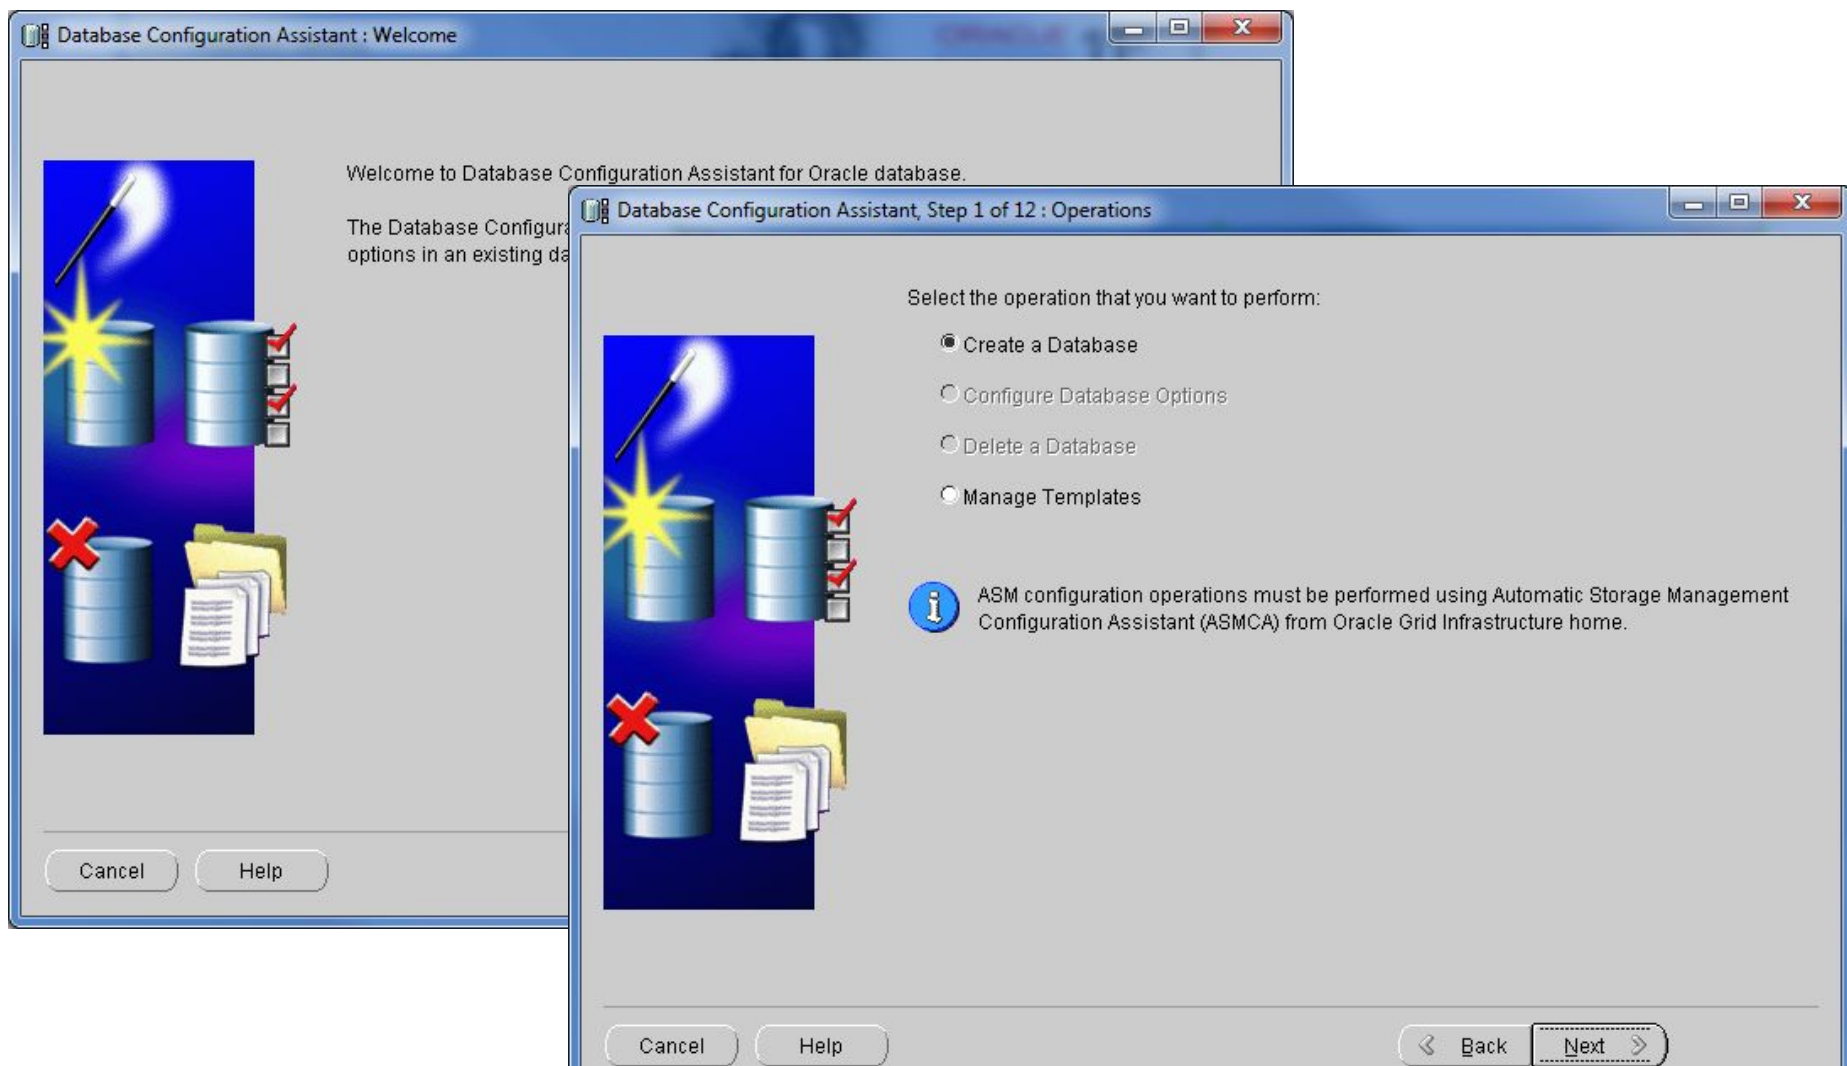 Database Configuration Assistant : Welcome
Welcome to Database Configuration Assistant for Oracle database.
The Database Configura
options in an existing da
Cancel
Help
Database Configuration Assistant, Step 1 of 12 : Operations
Select the operation that you want to perform:
Create a Database
Configure Database Options
Delete a Database
Manage Templates
ASM configuration operations must be performed using Automatic Storage Management
Configuration Assistant (ASMCA) from Oracle Grid Infrastructure home.
Cancel
Help
Back
Next